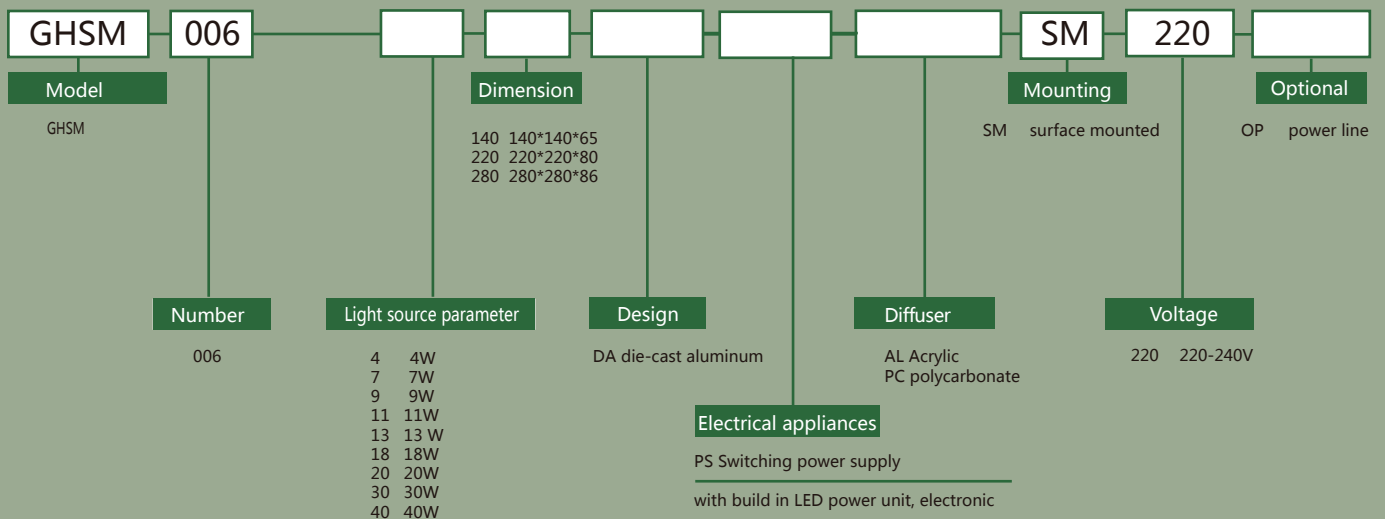 GHSM 006 SM 220
Model
GHSM
Dimension
140 140*140*65
220 220*220*80
280 280*280*86
Mounting
SM surface mounted
Optional
OP power line
Number
006
Light source parameter
4 4W
7 7W
9 9W
11 11W
13 13 W
18 18W
20 20W
30 30W
40 40W
Design
DA die-cast aluminum
Electrical appliances
PS Switching power supply
with build in LED power unit, electronic
Diffuser
AL Acrylic
PC polycarbonate
Voltage
220 220-240V